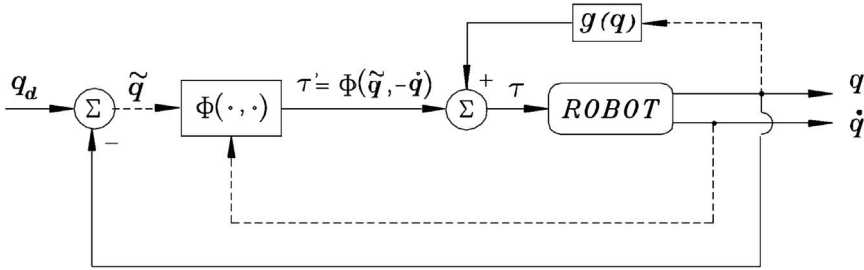 g(q)
q_d
Σ
q̃
Φ(·,·)
τ' = Φ(q̃,-q̇)
Σ
+
τ
ROBOT
q
q̇
−